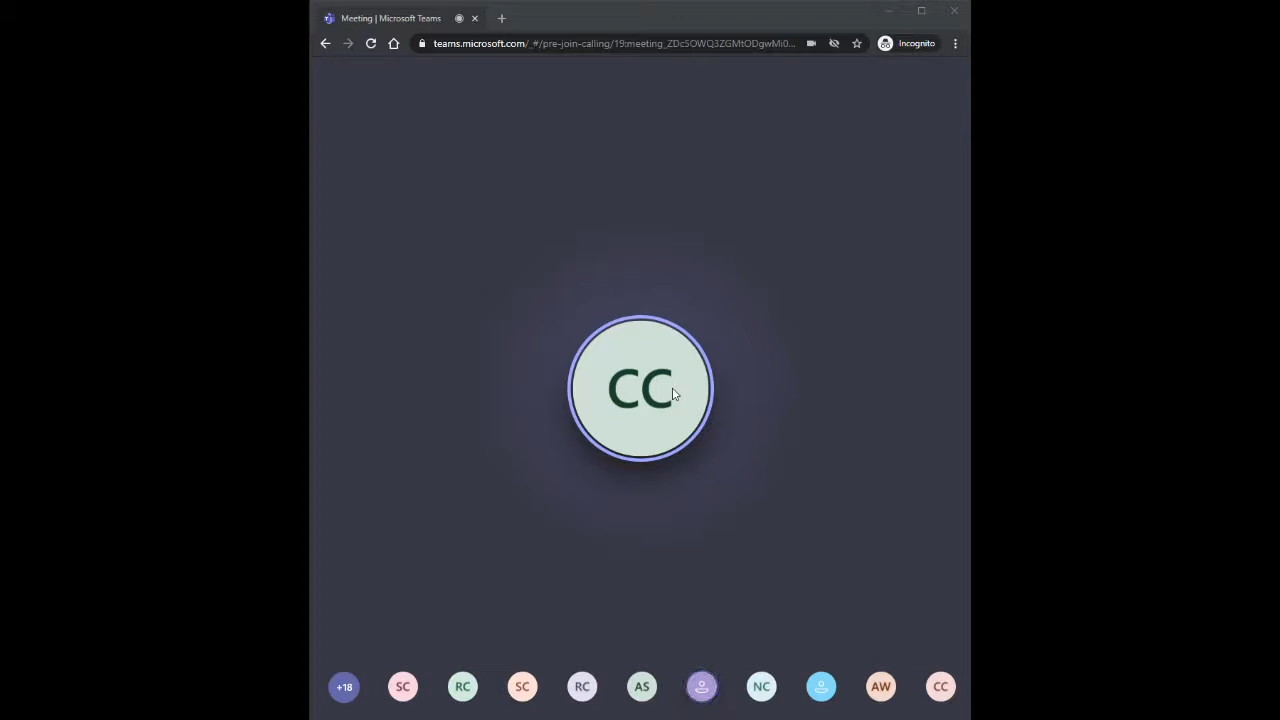 Meeting | Microsoft Teams
teams.microsoft.com/_#/pre-join-calling/19:meeting_ZDc5OWQ3ZGMtODgwMi0...
Incognito
CC
+18 SC RC SC RC AS NC AW CC